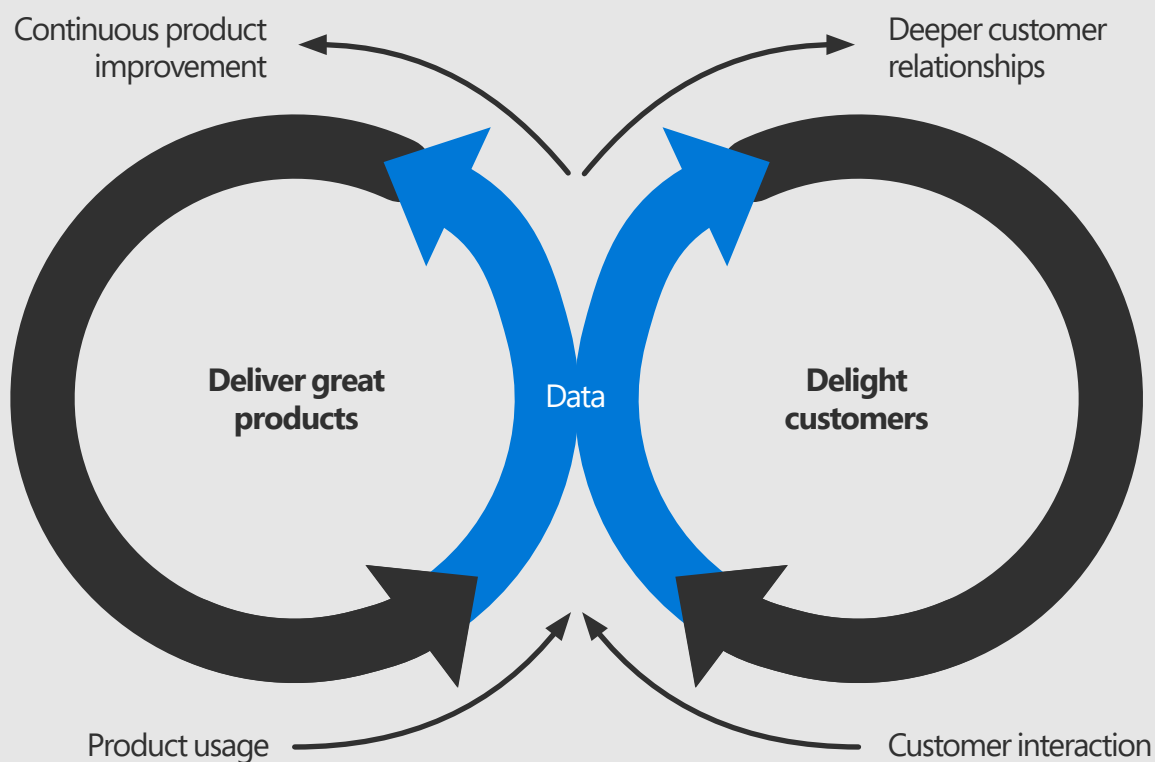 Continuous product
improvement
Deeper customer
relationships
Deliver great
products
Data
Delight
customers
Product usage
Customer interaction